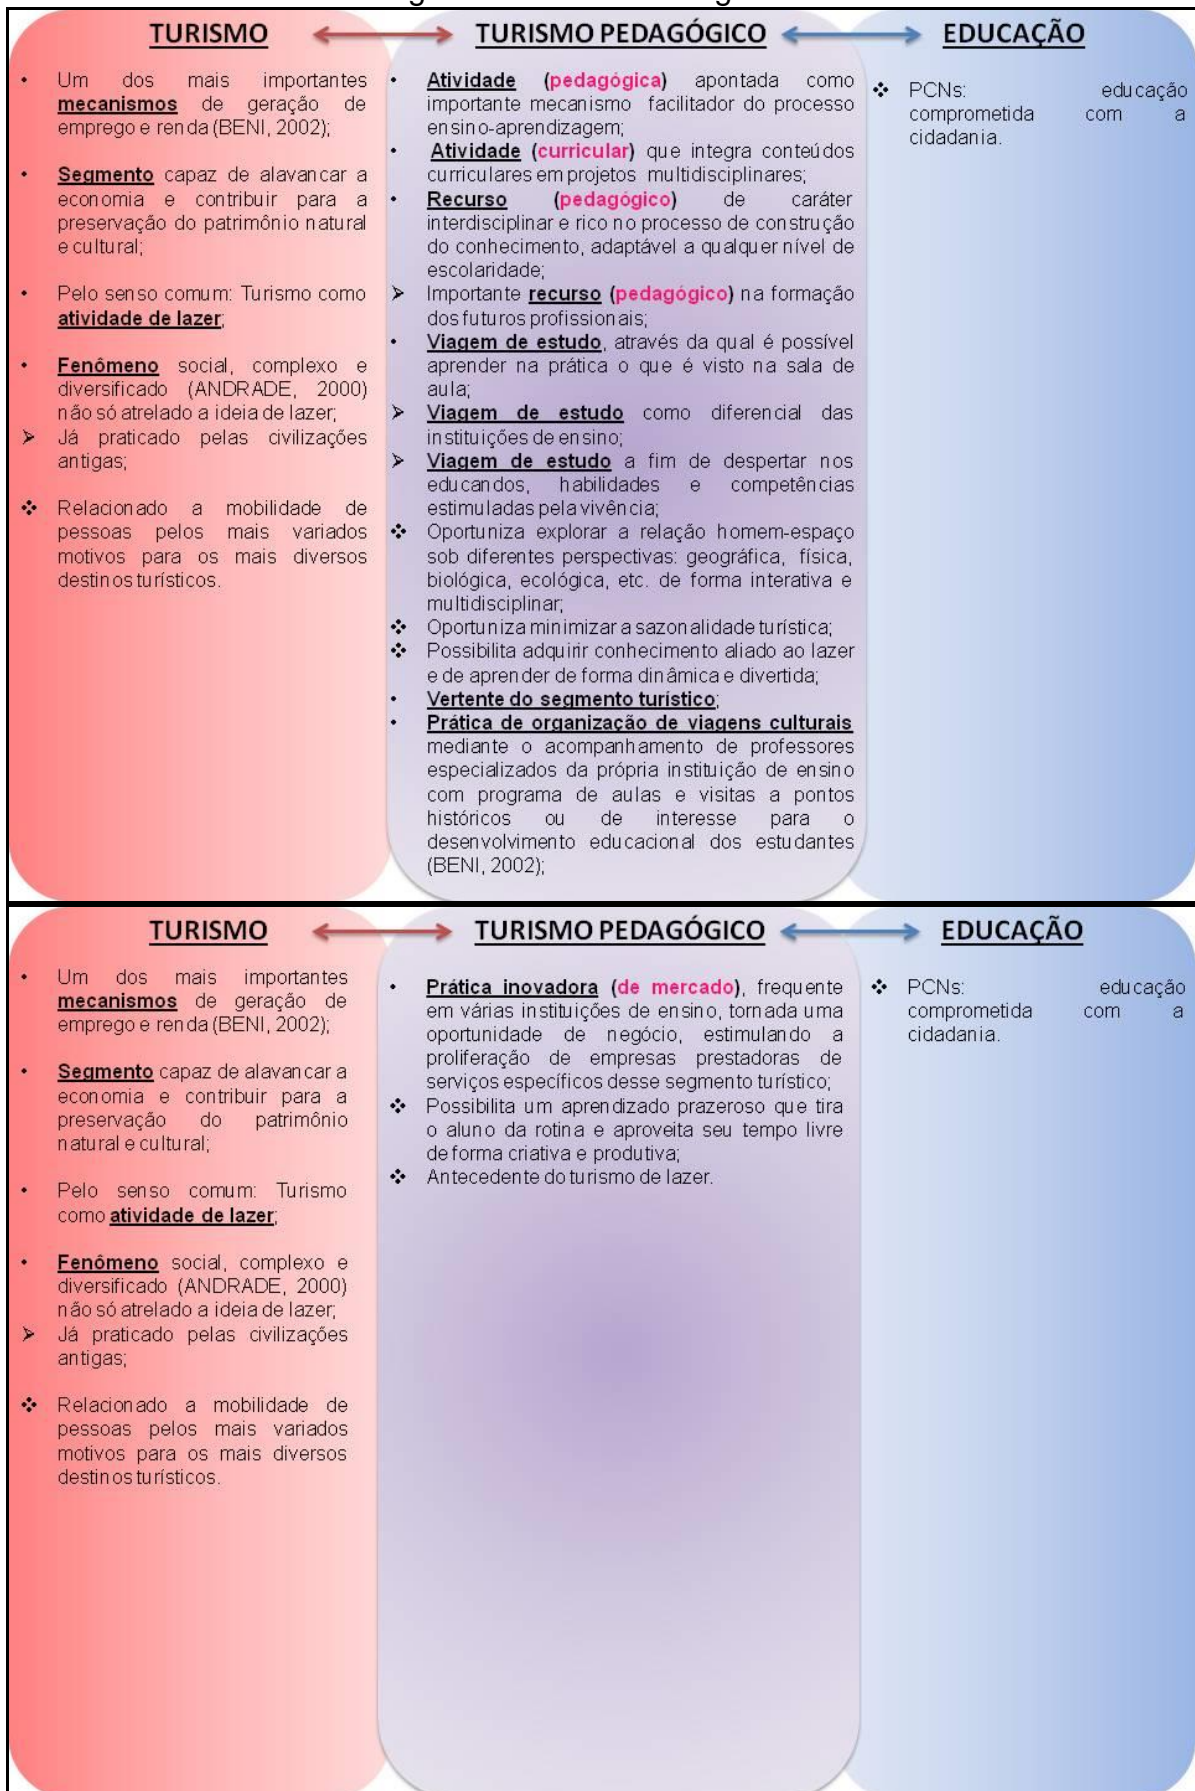 TURISMO
• Um dos mais importantes
mecanismos de geração de
emprego e renda (BENI, 2002);
• Segmento capaz de alavancar a
economia e contribuir para a
preservação do patrimônio natural
e cultural;
• Pelo senso comum: Turismo como
atividade de lazer;
• Fenômeno social, complexo e
diversificado (ANDRADE, 2000)
não só atrelado a ideia de lazer;
➢ Já praticado pelas civilizações
antigas;
❖ Relacionado a mobilidade de
pessoas pelos mais variados
motivos para os mais diversos
destinos turísticos.
TURISMO PEDAGÓGICO
• Atividade (pedagógica) apontada como
importante mecanismo facilitador do processo
ensino-aprendizagem;
• Atividade (curricular) que integra conteúdos
curriculares em projetos multidisciplinares;
• Recurso (pedagógico) de caráter
interdisciplinar e rico no processo de construção
do conhecimento, adaptável a qualquer nível de
escolaridade;
➢ Importante recurso (pedagógico) na formação
dos futuros profissionais;
• Viagem de estudo, através da qual é possível
aprender na prática o que é visto na sala de
aula;
➢ Viagem de estudo como diferencial das
instituições de ensino;
➢ Viagem de estudo a fim de despertar nos
educandos, habilidades e competências
estimuladas pela vivência;
❖ Oportuniza explorar a relação homem-espaço
sob diferentes perspectivas: geográfica, física,
biológica, ecológica, etc. de forma interativa e
multidisciplinar;
❖ Oportuniza minimizar a sazonalidade turística;
❖ Possibilita adquirir conhecimento aliado ao lazer
e de aprender de forma dinâmica e divertida;
• Vertente do segmento turístico;
• Prática de organização de viagens culturais
mediante o acompanhamento de professores
especializados da própria instituição de ensino
com programa de aulas e visitas a pontos
históricos ou de interesse para o
desenvolvimento educacional dos estudantes
(BENI, 2002);
EDUCAÇÃO
❖ PCNs: educação
comprometida com a
cidadania.
TURISMO
• Um dos mais importantes
mecanismos de geração de
emprego e renda (BENI, 2002);
• Segmento capaz de alavancar a
economia e contribuir para a
preservação do patrimônio
natural e cultural;
• Pelo senso comum: Turismo
como atividade de lazer;
• Fenômeno social, complexo e
diversificado (ANDRADE, 2000)
não só atrelado a ideia de lazer;
➢ Já praticado pelas civilizações
antigas;
❖ Relacionado a mobilidade de
pessoas pelos mais variados
motivos para os mais diversos
destinos turísticos.
TURISMO PEDAGÓGICO
• Prática inovadora (de mercado), frequente
em várias instituições de ensino, tornada uma
oportunidade de negócio, estimulando a
proliferação de empresas prestadoras de
serviços específicos desse segmento turístico;
❖ Possibilita um aprendizado prazeroso que tira
o aluno da rotina e aproveita seu tempo livre
de forma criativa e produtiva;
❖ Antecedente do turismo de lazer.
EDUCAÇÃO
❖ PCNs: educação
comprometida com a
cidadania.